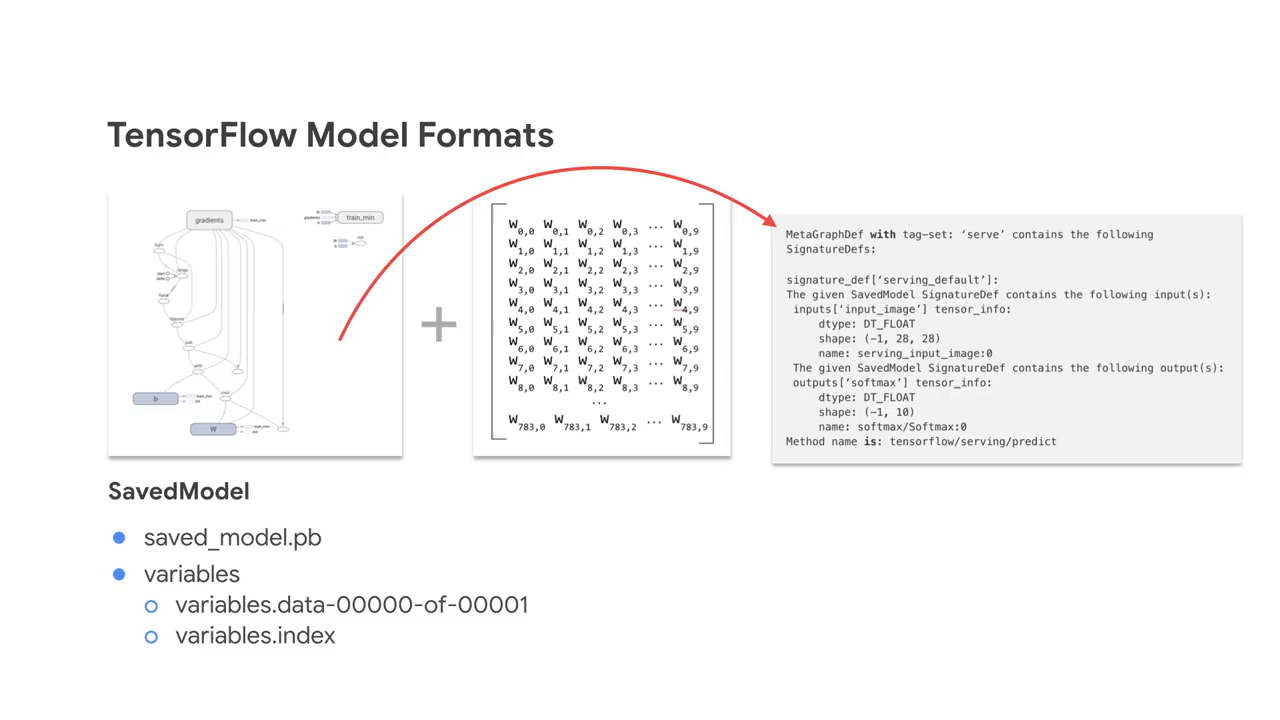 TensorFlow Model Formats
gradients
train_min
train_min
b
W
+
W0,0 W0,1 W0,2 W0,3 ... W0,9
W1,0 W1,1 W1,2 W1,3 ... W1,9
W2,0 W2,1 W2,2 W2,3 ... W2,9
W3,0 W3,1 W3,2 W3,3 ... W3,9
W4,0 W4,1 W4,2 W4,3 ... W4,9
W5,0 W5,1 W5,2 W5,3 ... W5,9
W6,0 W6,1 W6,2 W6,3 ... W6,9
W7,0 W7,1 W7,2 W7,3 ... W7,9
W8,0 W8,1 W8,2 W8,3 ... W8,9
...
W783,0 W783,1 W783,2 ... W783,9
MetaGraphDef with tag-set: ‘serve’ contains the following
SignatureDefs:
signature_def[‘serving_default’]:
The given SavedModel SignatureDef contains the following input(s):
inputs[‘input_image’] tensor_info:
dtype: DT_FLOAT
shape: (-1, 28, 28)
name: serving_input_image:0
The given SavedModel SignatureDef contains the following output(s):
outputs[‘softmax’] tensor_info:
dtype: DT_FLOAT
shape: (-1, 10)
name: softmax/Softmax:0
Method name is: tensorflow/serving/predict
SavedModel
saved_model.pb
variables
variables.data-00000-of-00001
variables.index